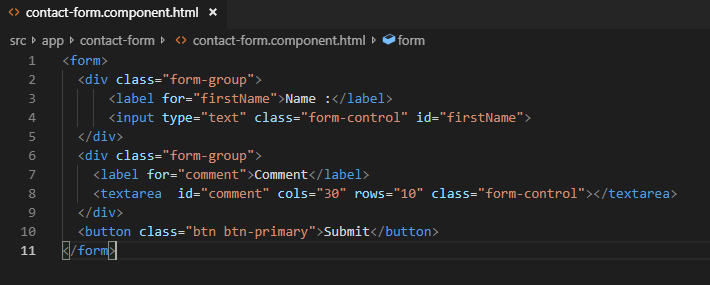 contact-form.component.html ×
src > app > contact-form > contact-form.component.html > form
1 <form>
2 <div class="form-group">
3 <label for="firstName">Name :</label>
4 <input type="text" class="form-control" id="firstName">
5 </div>
6 <div class="form-group">
7 <label for="comment">Comment</label>
8 <textarea  id="comment" cols="30" rows="10" class="form-control"></textarea>
9 </div>
10 <button class="btn btn-primary">Submit</button>
11 </form>